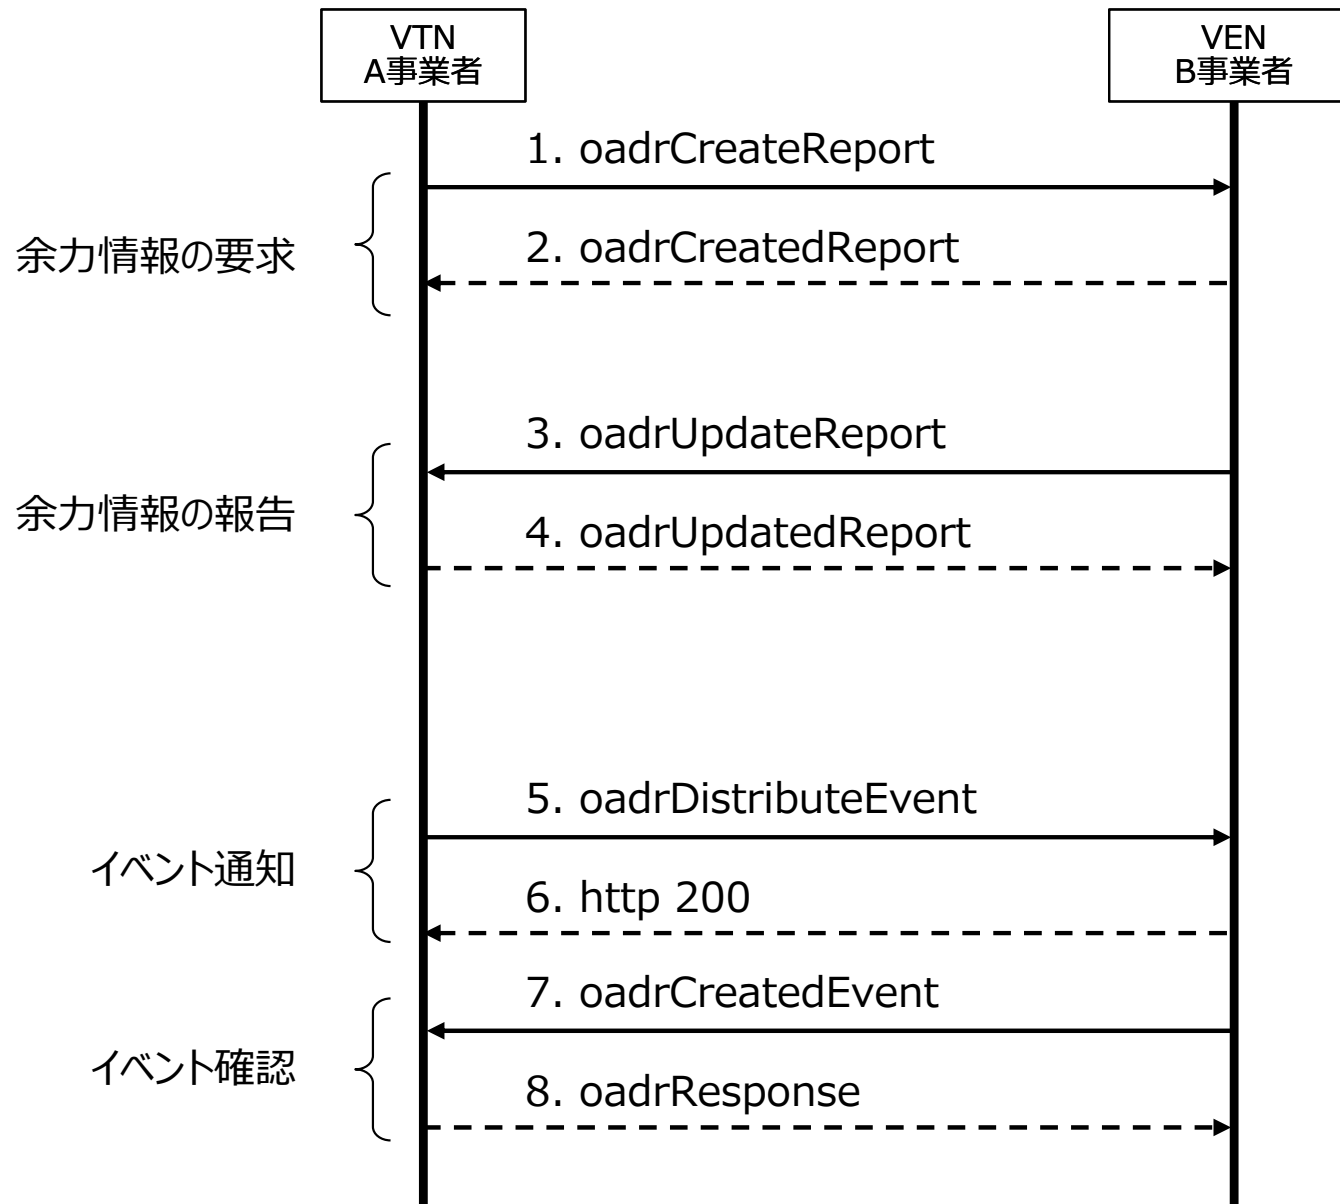 VTN
A事業者
VEN
B事業者
1. oadrCreateReport
余力情報の要求
2. oadrCreatedReport
3. oadrUpdateReport
余力情報の報告
4. oadrUpdatedReport
5. oadrDistributeEvent
イベント通知
6. http 200
7. oadrCreatedEvent
イベント確認
8. oadrResponse